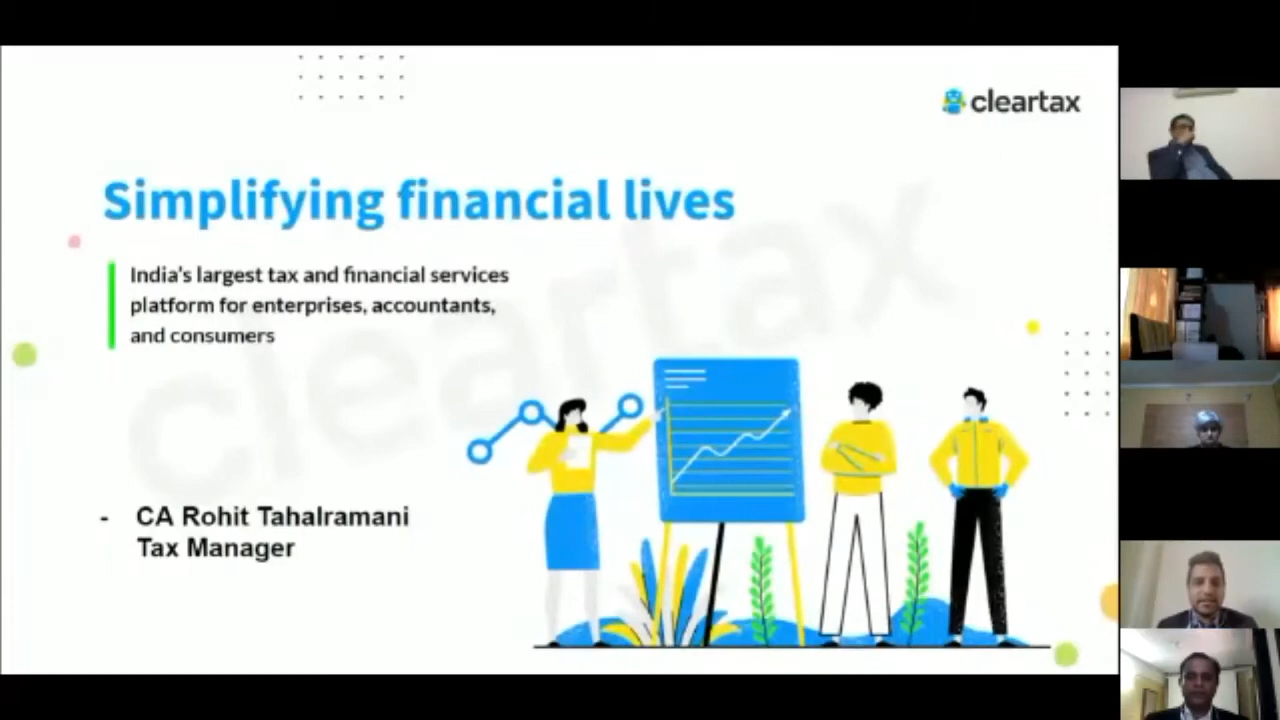 cleartax
Simplifying financial lives
India's largest tax and financial services
platform for enterprises, accountants,
and consumers
cleartax
- CA Rohit Tahalramani
Tax Manager